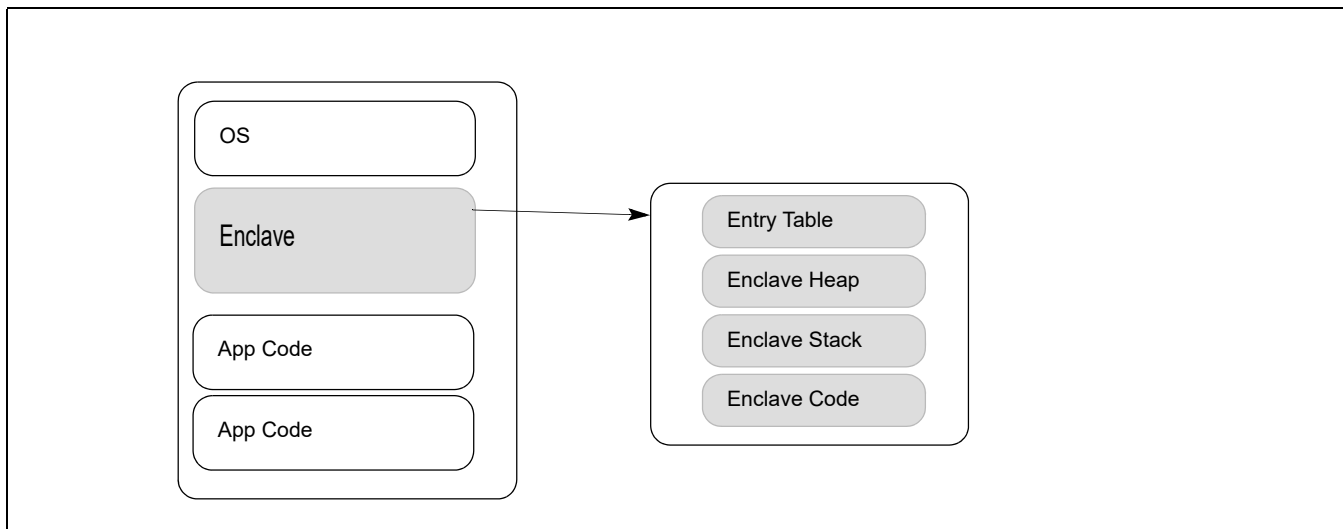 OS
Enclave
App Code
App Code
Entry Table
Enclave Heap
Enclave Stack
Enclave Code